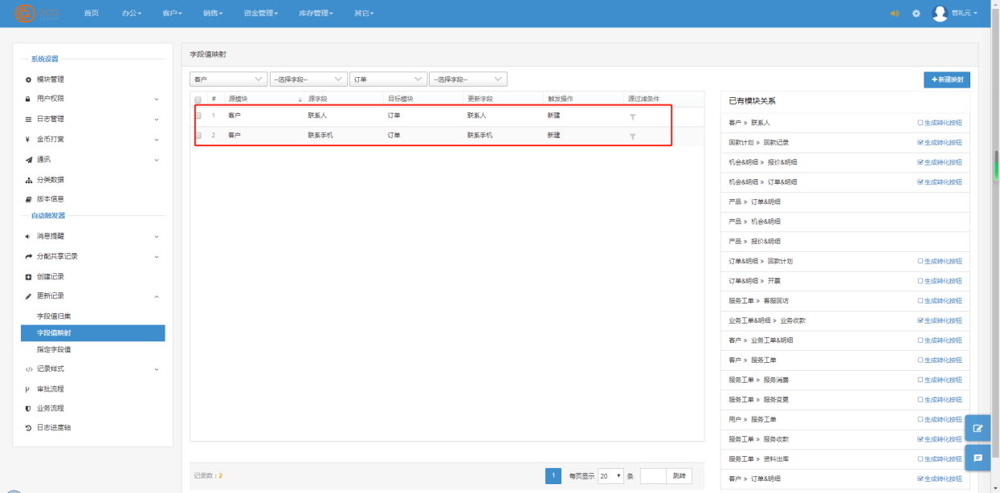 首页 办公 客户 销售 资金管理 库存管理 其它 管礼元
系统设置
模块管理
用户权限
日志管理
金币打赏
通讯
分类数据
版本信息
自动触发器
消息提醒
分配共享记录
创建记录
更新记录
字段值归集
字段值映射
指定字段值
记录样式
审批流程
业务流程
日志进度轴
字段值映射
客户 --选择字段-- 订单 --选择字段-- +新建映射
# 源模块 源字段 目标模块 更新字段 触发操作 源过滤条件
1 客户 联系人 订单 联系人 新建
2 客户 联系手机 订单 联系手机 新建
记录数：2 1 每页显示 20 条 跳转
已有模块关系
客户 » 联系人 生成转化按钮
回款计划 » 回款记录 生成转化按钮
机会&明细 » 报价&明细 生成转化按钮
机会&明细 » 订单&明细 生成转化按钮
产品 » 订单&明细
产品 » 机会&明细
产品 » 报价&明细
订单&明细 » 回款计划 生成转化按钮
订单&明细 » 开票 生成转化按钮
服务工单 » 客服回访 生成转化按钮
业务工单&明细 » 业务收款 生成转化按钮
客户 » 业务工单&明细 生成转化按钮
客户 » 服务工单 生成转化按钮
服务工单 » 服务消费 生成转化按钮
服务工单 » 服务变更 生成转化按钮
用户 » 服务工单 生成转化按钮
服务工单 » 服务收款 生成转化按钮
服务工单 » 资料出库 生成转化按钮
客户 » 订单&明细 生成转化按钮